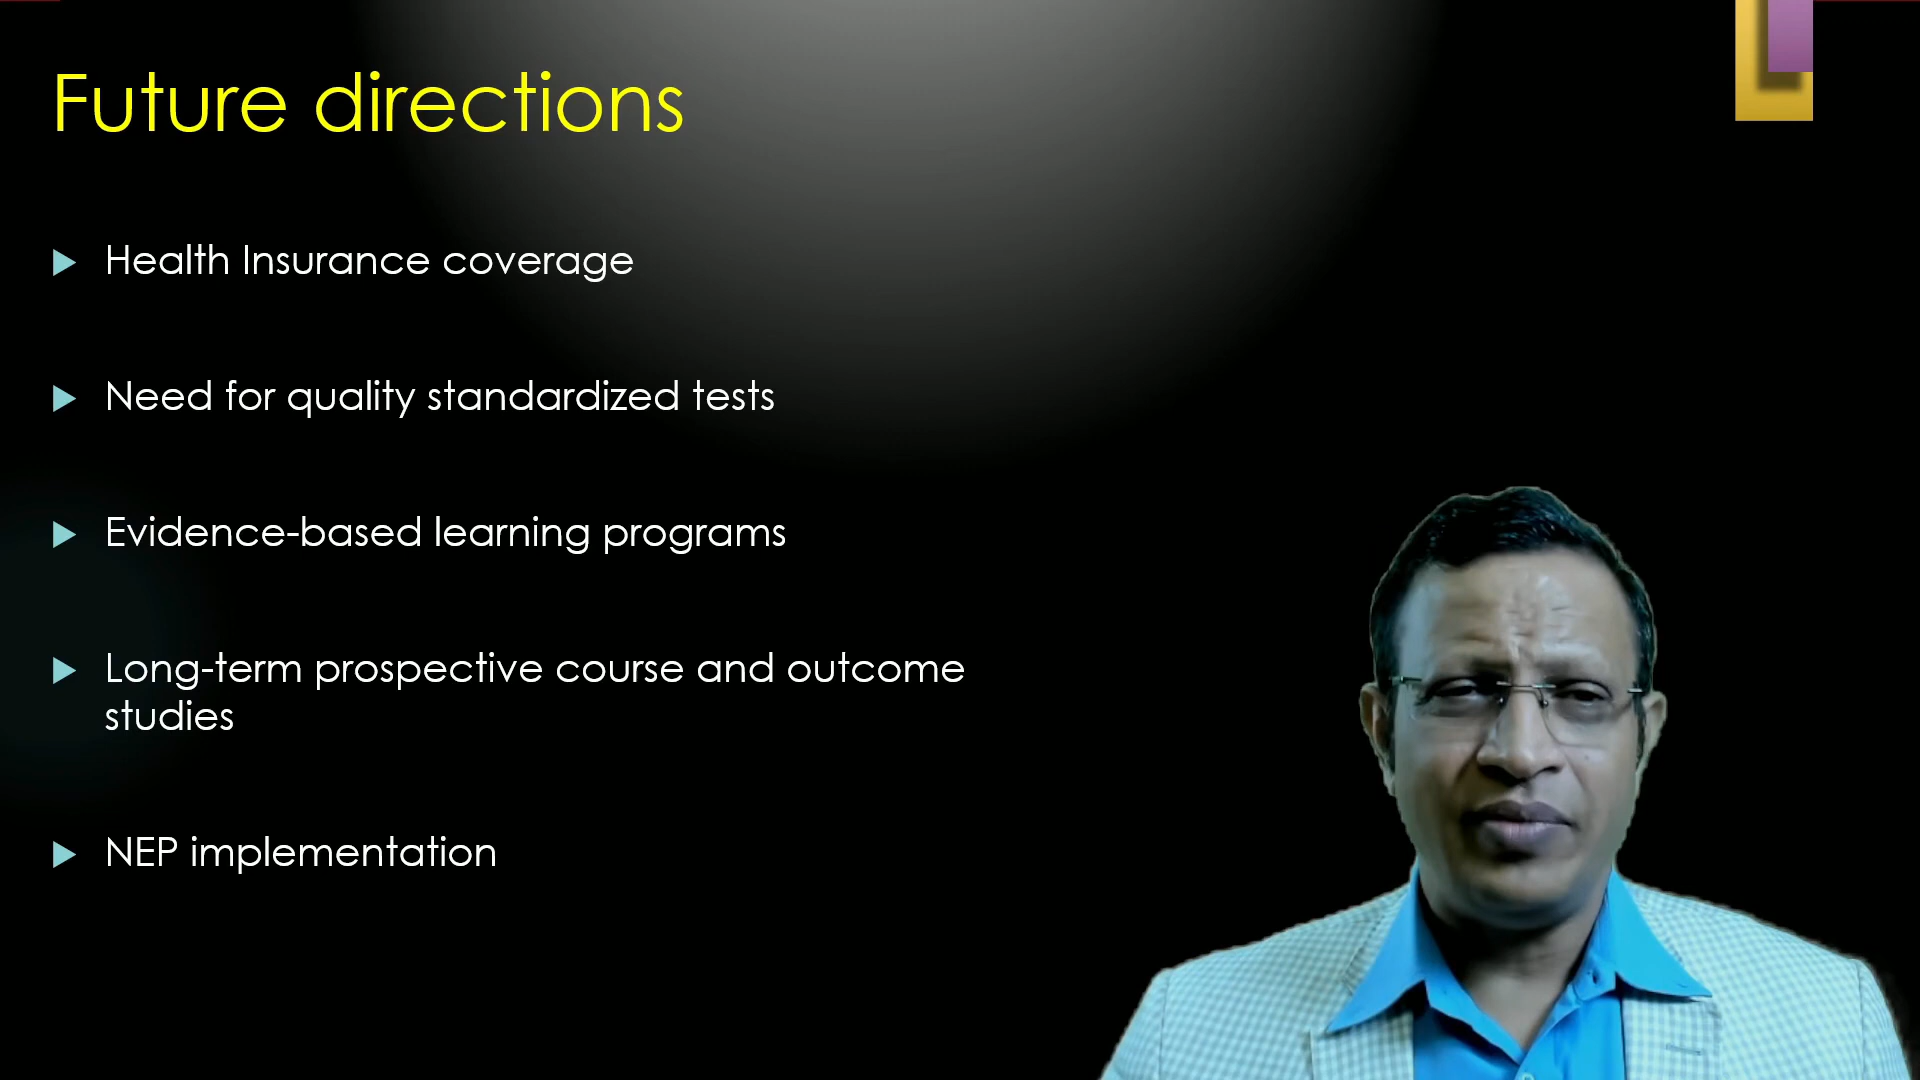 Future directions
Health Insurance coverage
Need for quality standardized tests
Evidence-based learning programs
Long-term prospective course and outcome
studies
NEP implementation